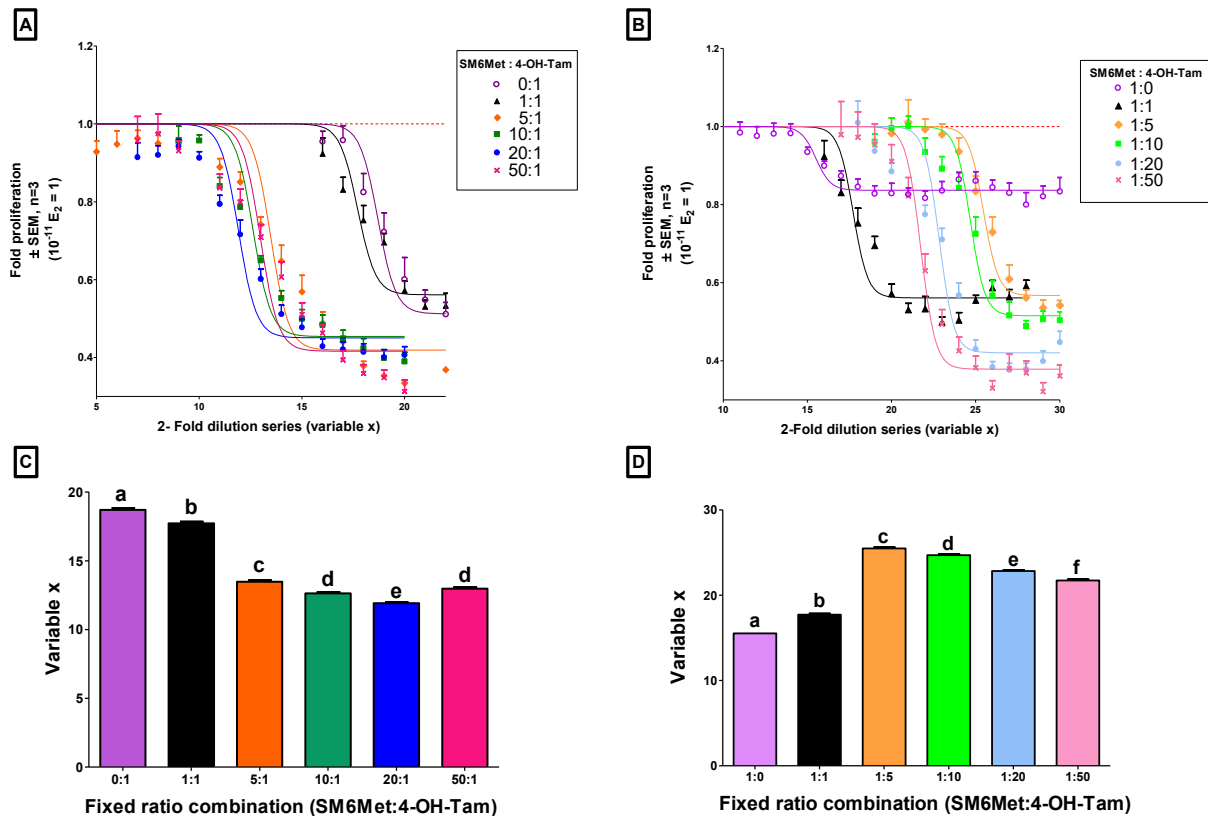 A
Fold proliferation
± SEM, n=3
(10⁻¹¹ E₂ = 1)
1.2
1.0
0.8
0.6
0.4
5 10 15 20
2- Fold dilution series (variable x)
SM6Met : 4-OH-Tam
0:1
1:1
5:1
10:1
20:1
50:1
B
Fold proliferation
± SEM, n=3
(10⁻¹¹ E₂ = 1)
1.2
1.0
0.8
0.6
0.4
10 15 20 25 30
2-Fold dilution series (variable x)
SM6Met : 4-OH-Tam
1:0
1:1
1:5
1:10
1:20
1:50
C
Variable x
20
15
10
5
0
a b c d e d
0:1 1:1 5:1 10:1 20:1 50:1
Fixed ratio combination (SM6Met:4-OH-Tam)
D
Variable x
30
20
10
0
a b c d e f
1:0 1:1 1:5 1:10 1:20 1:50
Fixed ratio combination (SM6Met:4-OH-Tam)